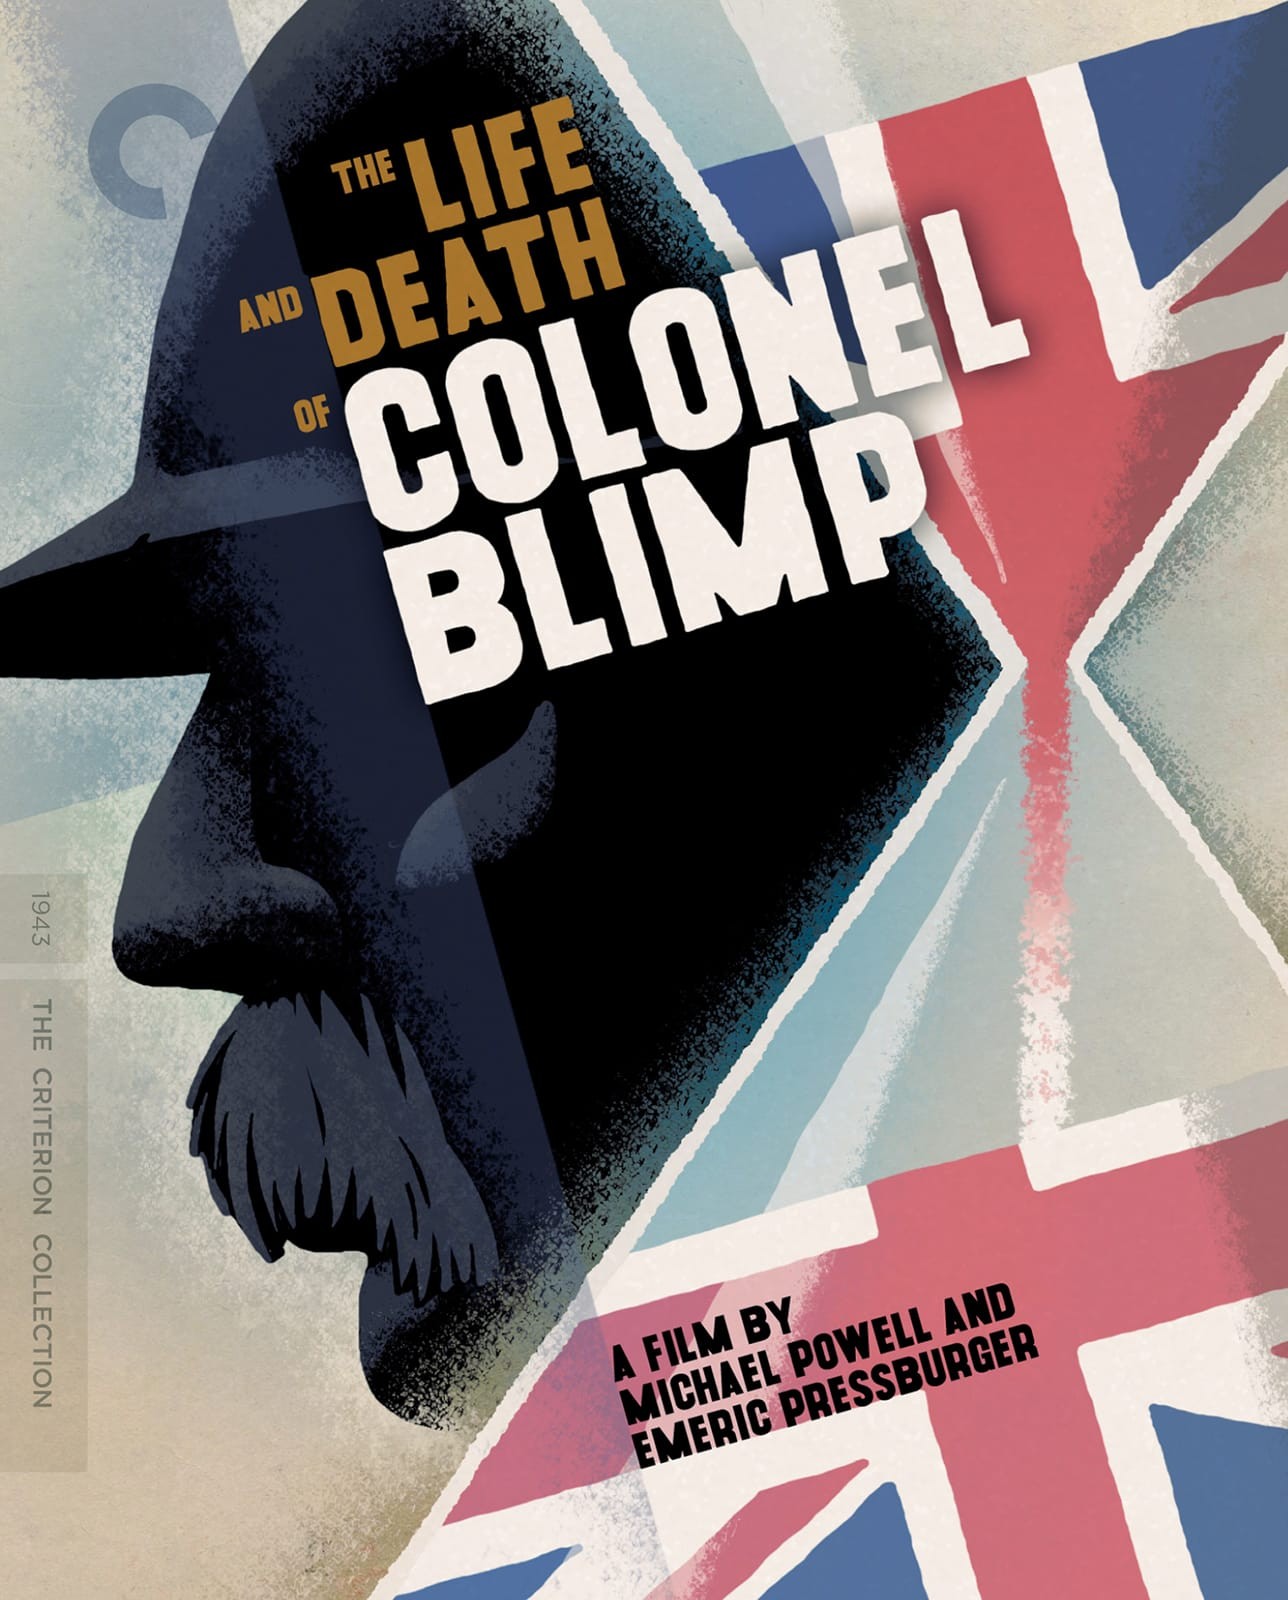 THE LIFE
AND DEATH
OF COLONEL
BLIMP
1943
THE CRITERION COLLECTION
A FILM BY
MICHAEL POWELL AND
EMERIC PRESSBURGER